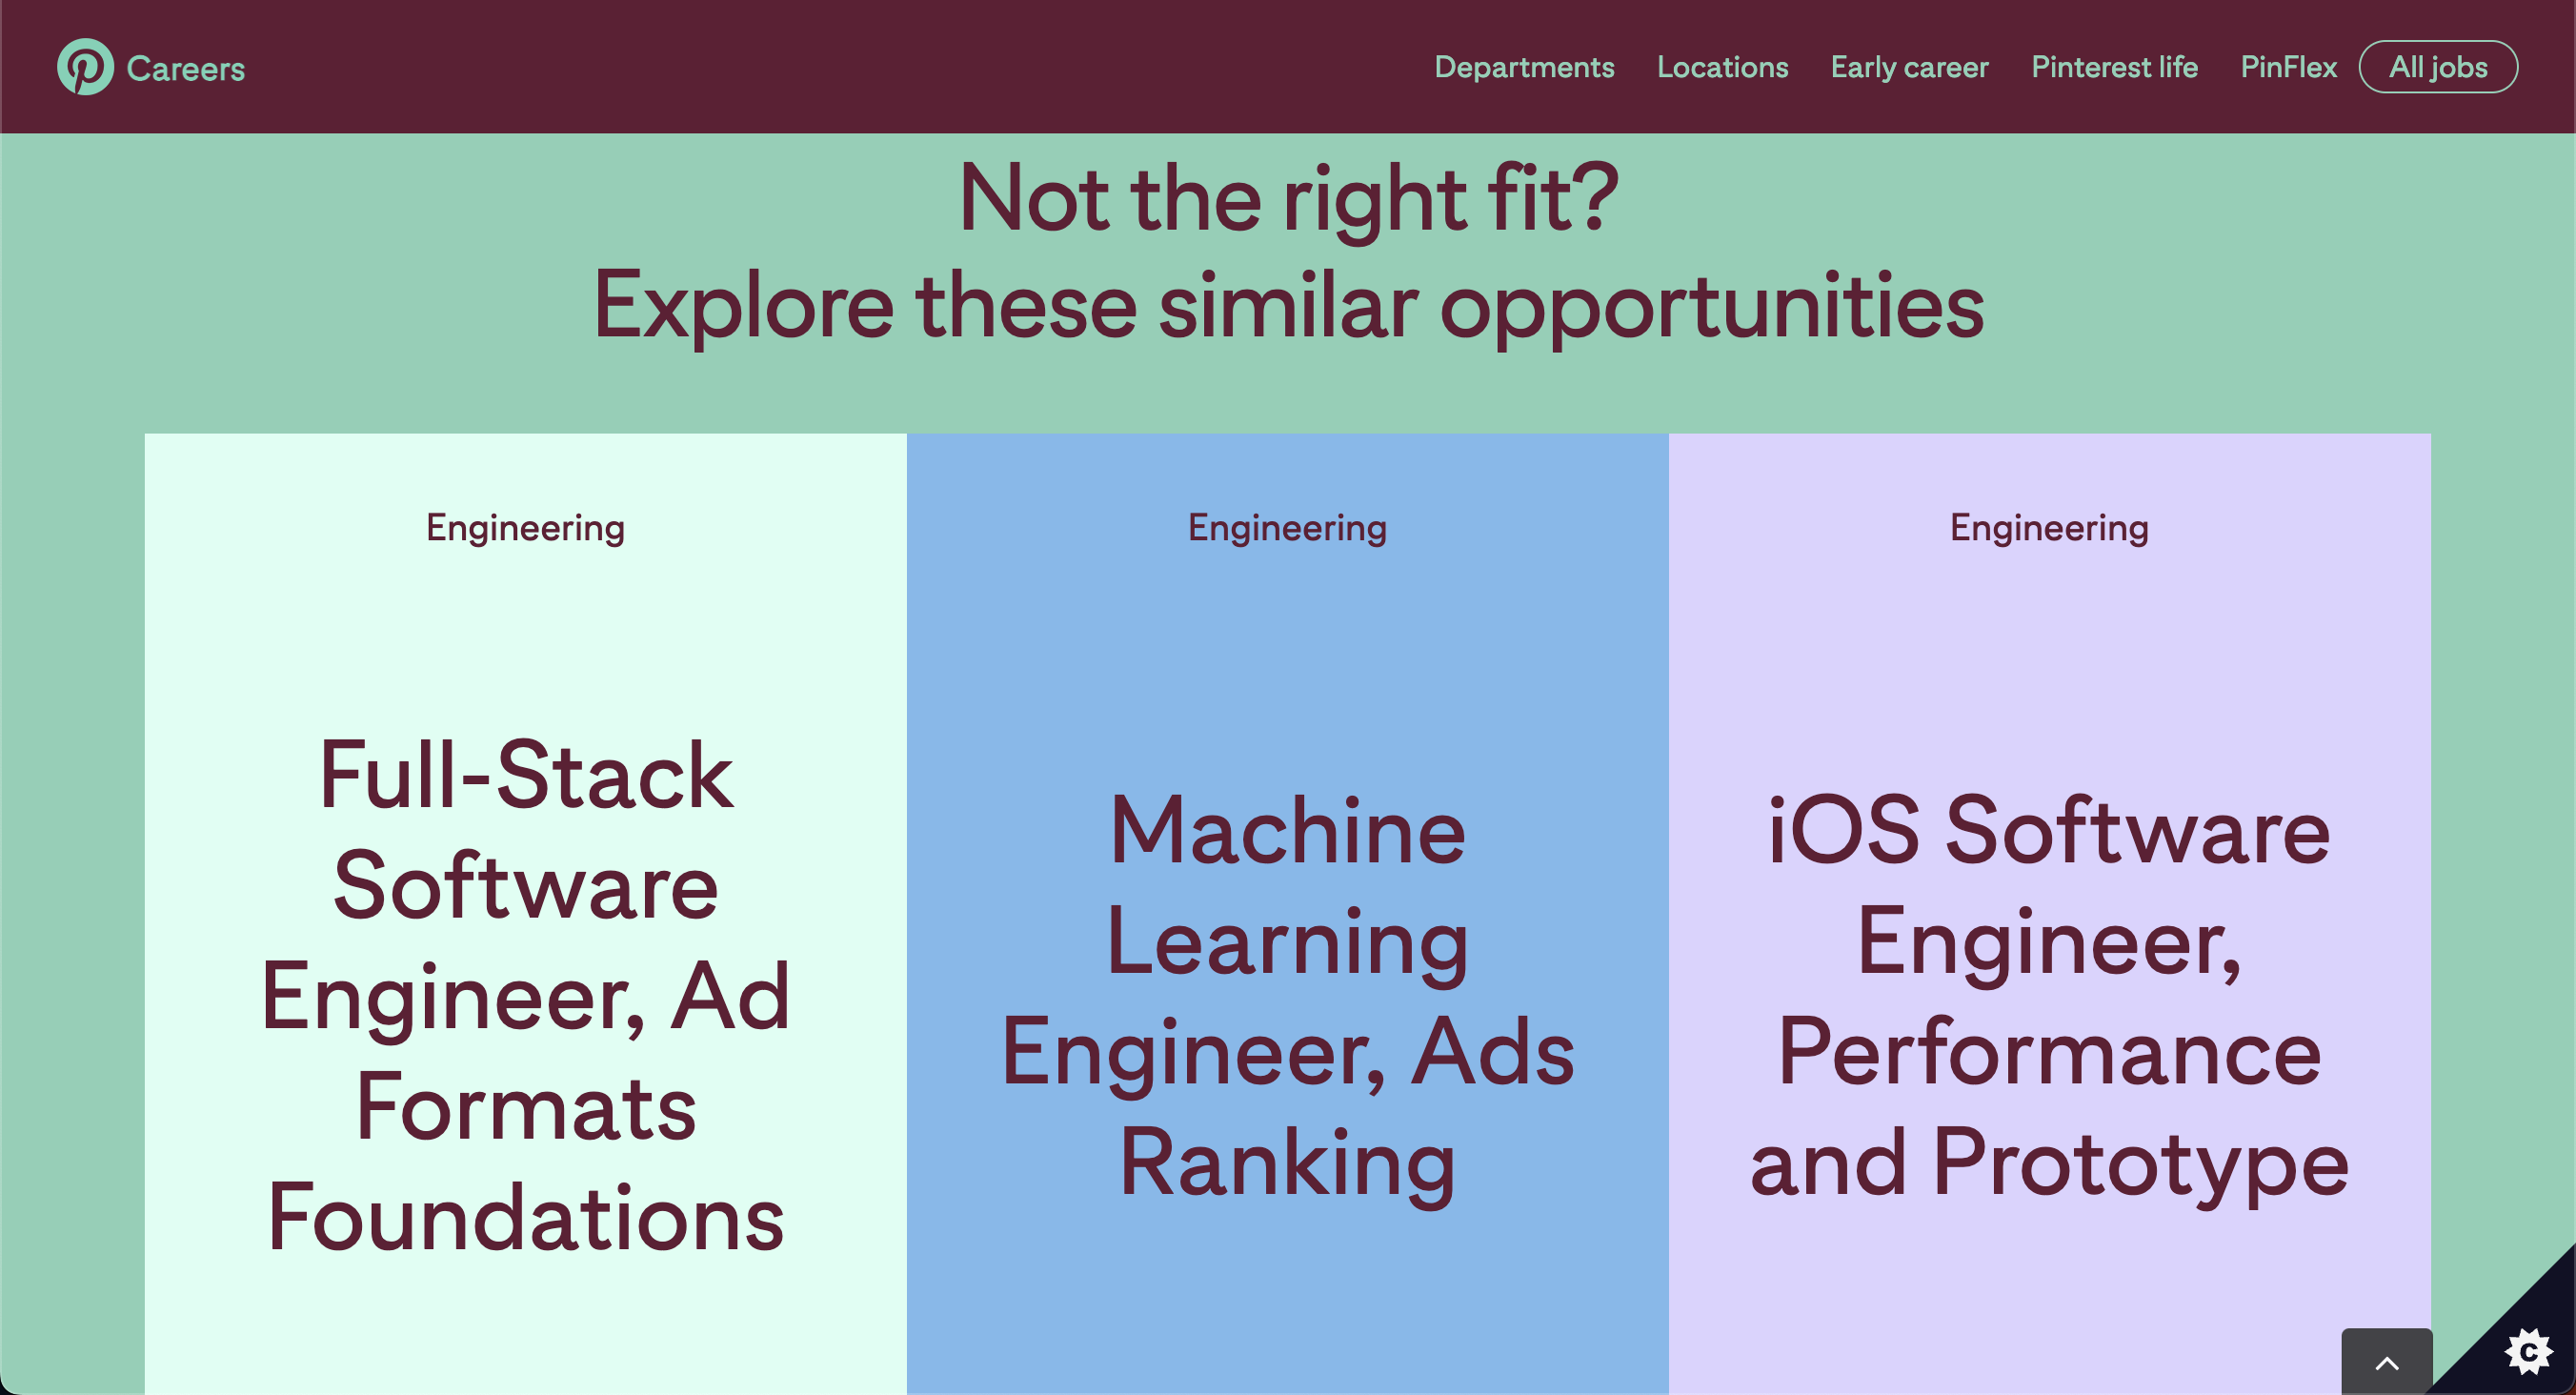 Careers
Departments
Locations
Early career
Pinterest life
PinFlex
All jobs
Not the right fit?
Explore these similar opportunities
Engineering
Full-Stack
Software
Engineer, Ad
Formats
Foundations
Engineering
Machine
Learning
Engineer, Ads
Ranking
Engineering
iOS Software
Engineer,
Performance
and Prototype
C